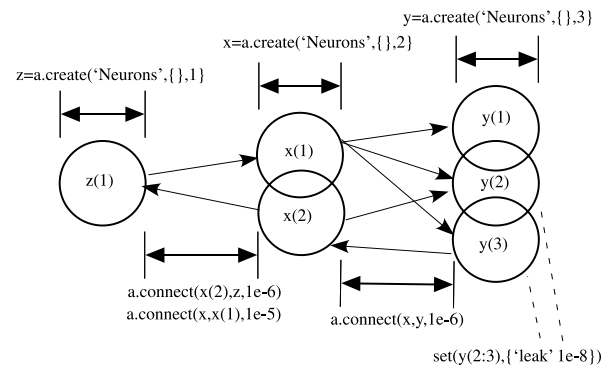 y=a.create(‘Neurons’,{},3}
x=a.create(‘Neurons’,{},2}
z=a.create(‘Neurons’,{},1}
y(1)
x(1)
z(1)
y(2)
x(2)
y(3)
a.connect(x(2),z,1e-6)
a.connect(x,x(1),1e-5)
a.connect(x,y,1e-6)
set(y(2:3),{‘leak’ 1e-8})